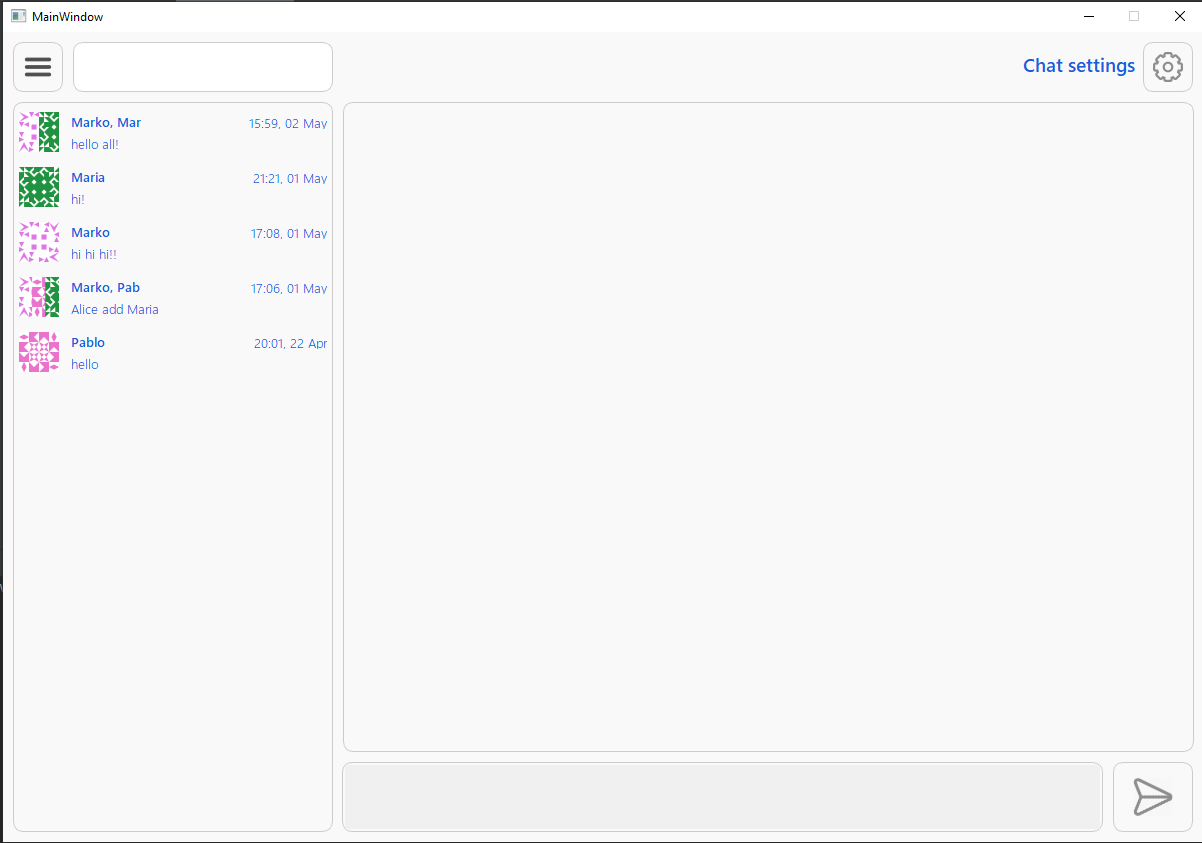 MainWindow
Chat settings
Marko, Mar 15:59, 02 May
hello all!
Maria 21:21, 01 May
hi!
Marko 17:08, 01 May
hi hi hi!!
Marko, Pab 17:06, 01 May
Alice add Maria
Pablo 20:01, 22 Apr
hello